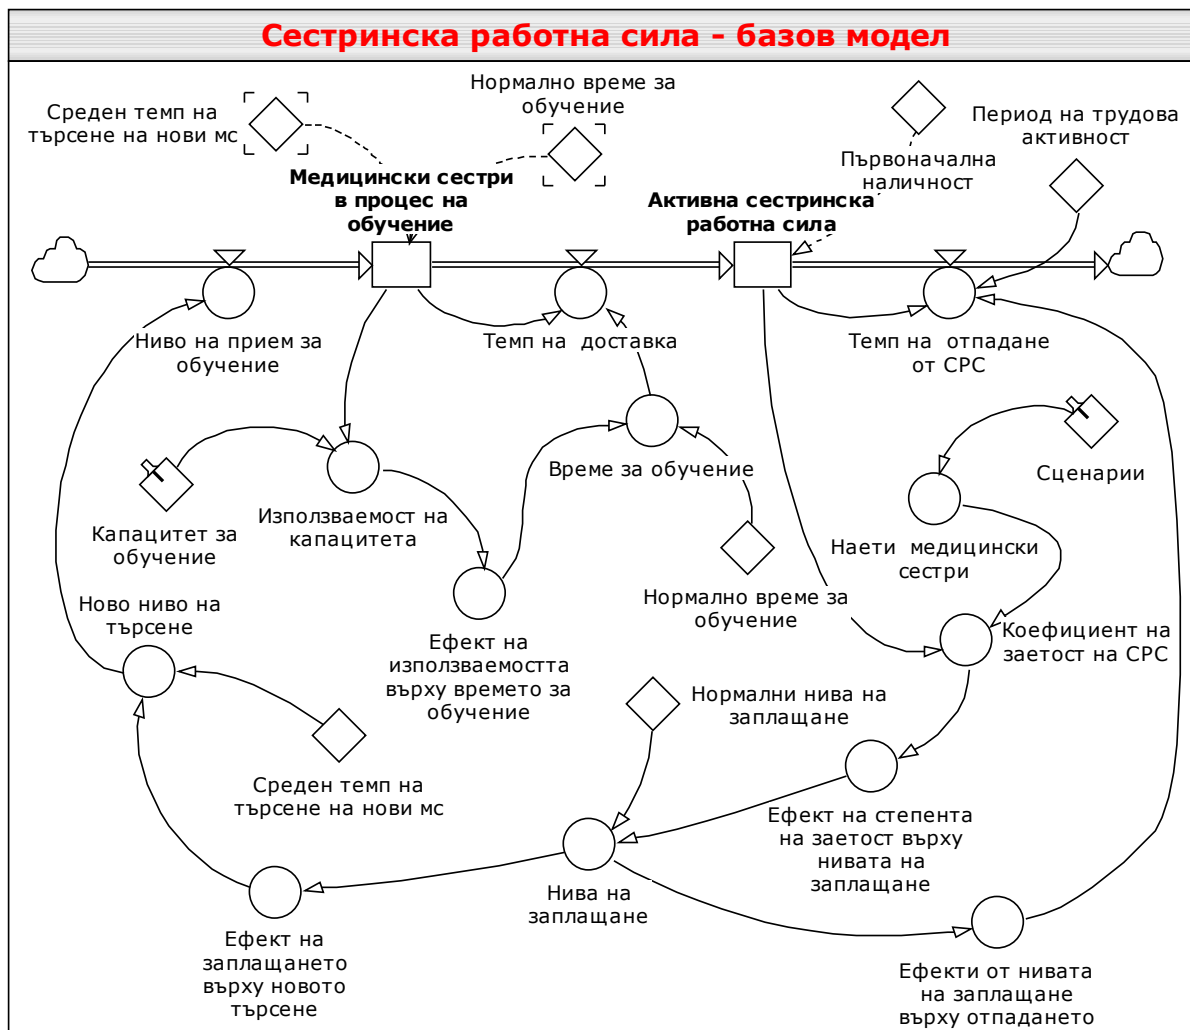 Сестринска работна сила - базов модел
Среден темп на
търсене на нови мс
Нормално време за
обучение
Период на трудова
активност
Първоначална
наличност
Медицински сестри
в процес на
обучение
Активна сестринска
работна сила
Ниво на прием за
обучение
Темп на  доставка
Темп на  отпадане
от СРС
Време за обучение
Сценарии
Капацитет за
обучение
Използваемост на
капацитета
Наети  медицински
сестри
Ново ниво на
търсене
Нормално време за
обучение
Ефект на
използваемостта
върху времето за
обучение
Коефициент на
заетост на СРС
Нормални нива на
заплащане
Среден темп на
търсене на нови мс
Ефект на степента
на заетост върху
нивата на
заплащане
Нива на
заплащане
Ефект на
заплащането
върху новото
търсене
Ефекти от нивата
на заплащане
върху отпадането